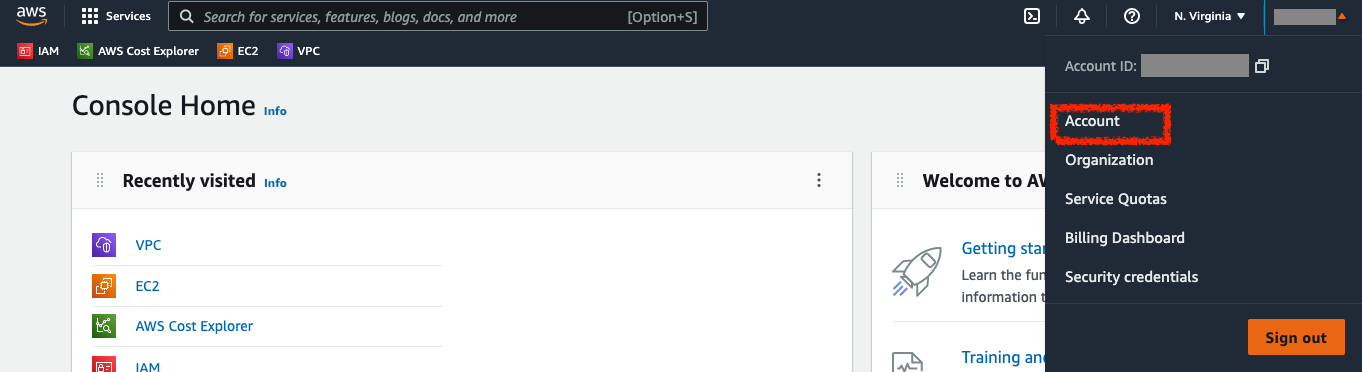 aws Services Search for services, features, blogs, docs, and more [Option+S] N. Virginia
IAM AWS Cost Explorer EC2 VPC
Account ID:
Account
Organization
Service Quotas
Billing Dashboard
Security credentials
Sign out
Console Home Info
Recently visited Info
VPC
EC2
AWS Cost Explorer
IAM
Welcome to AW
Getting star
Learn the fun
information t
Training and